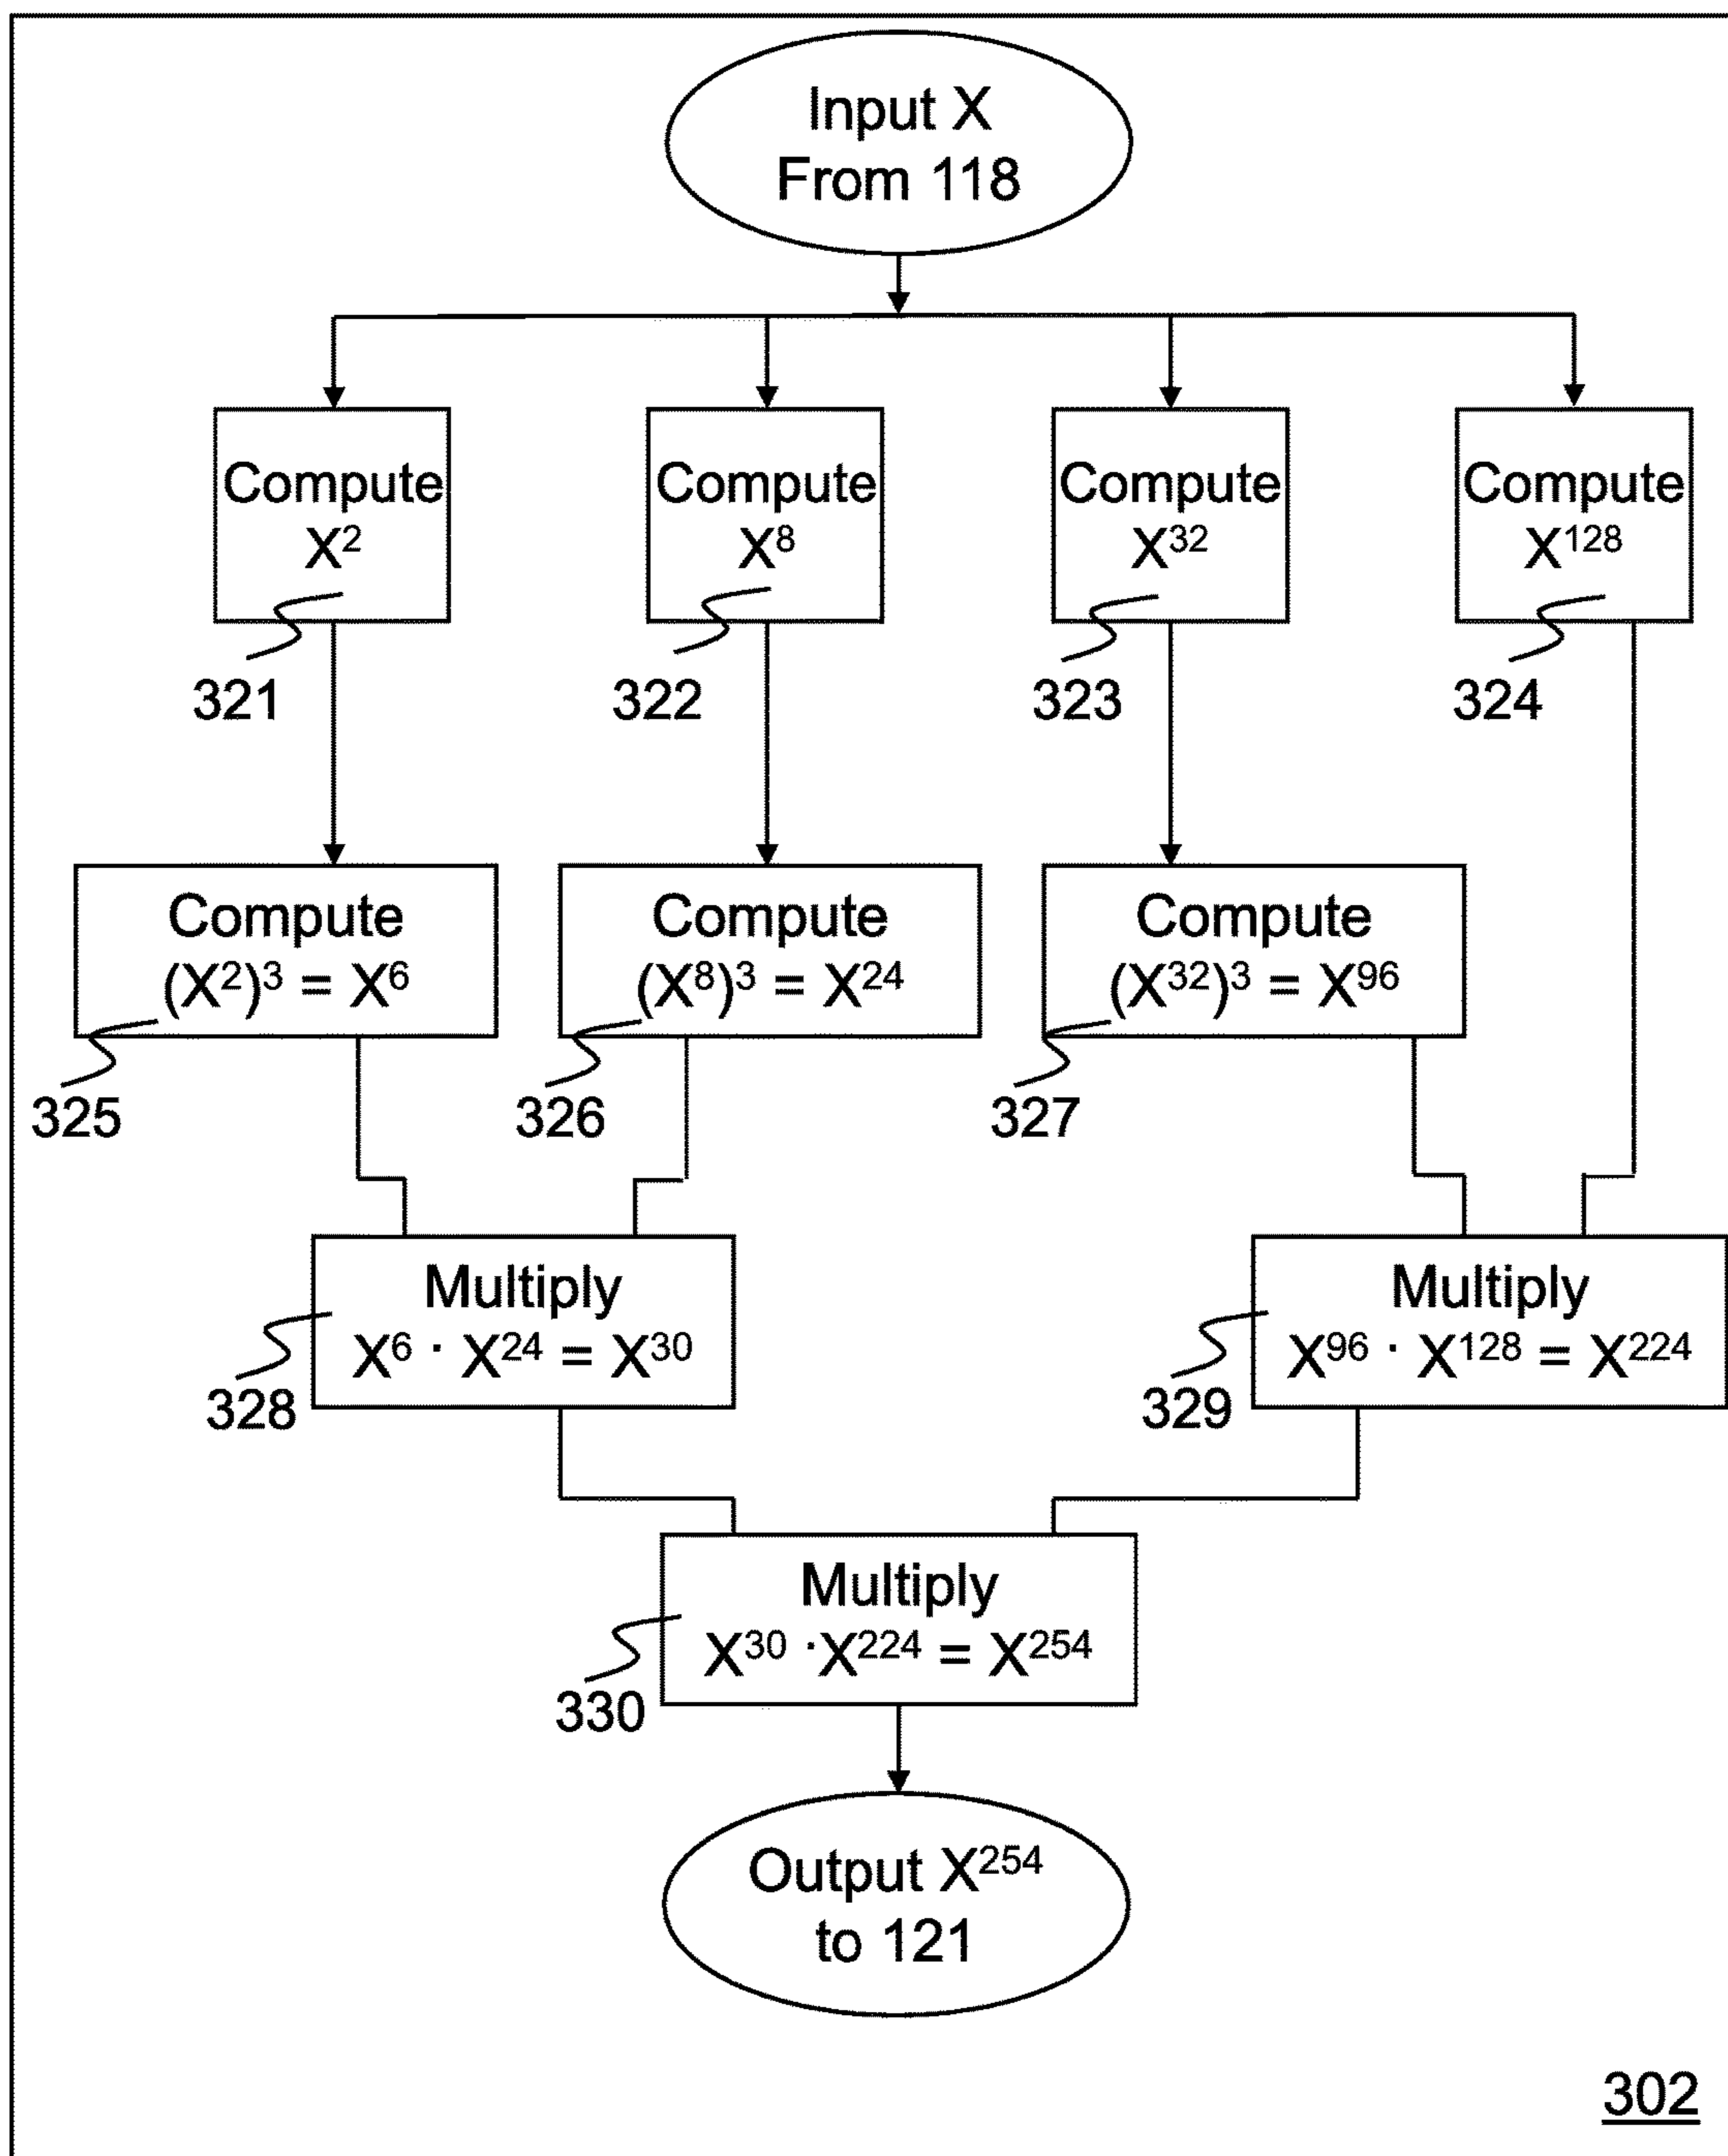 Input X
From 118
Compute
X²
Compute
X⁸
Compute
X³²
Compute
X¹²⁸
321
322
323
324
Compute
(X²)³ = X⁶
Compute
(X⁸)³ = X²⁴
Compute
(X³²)³ = X⁹⁶
325
326
327
Multiply
X⁶ · X²⁴ = X³⁰
Multiply
X⁹⁶ · X¹²⁸ = X²²⁴
328
329
Multiply
X³⁰ ·X²²⁴ = X²⁵⁴
330
Output X²⁵⁴
to 121
302